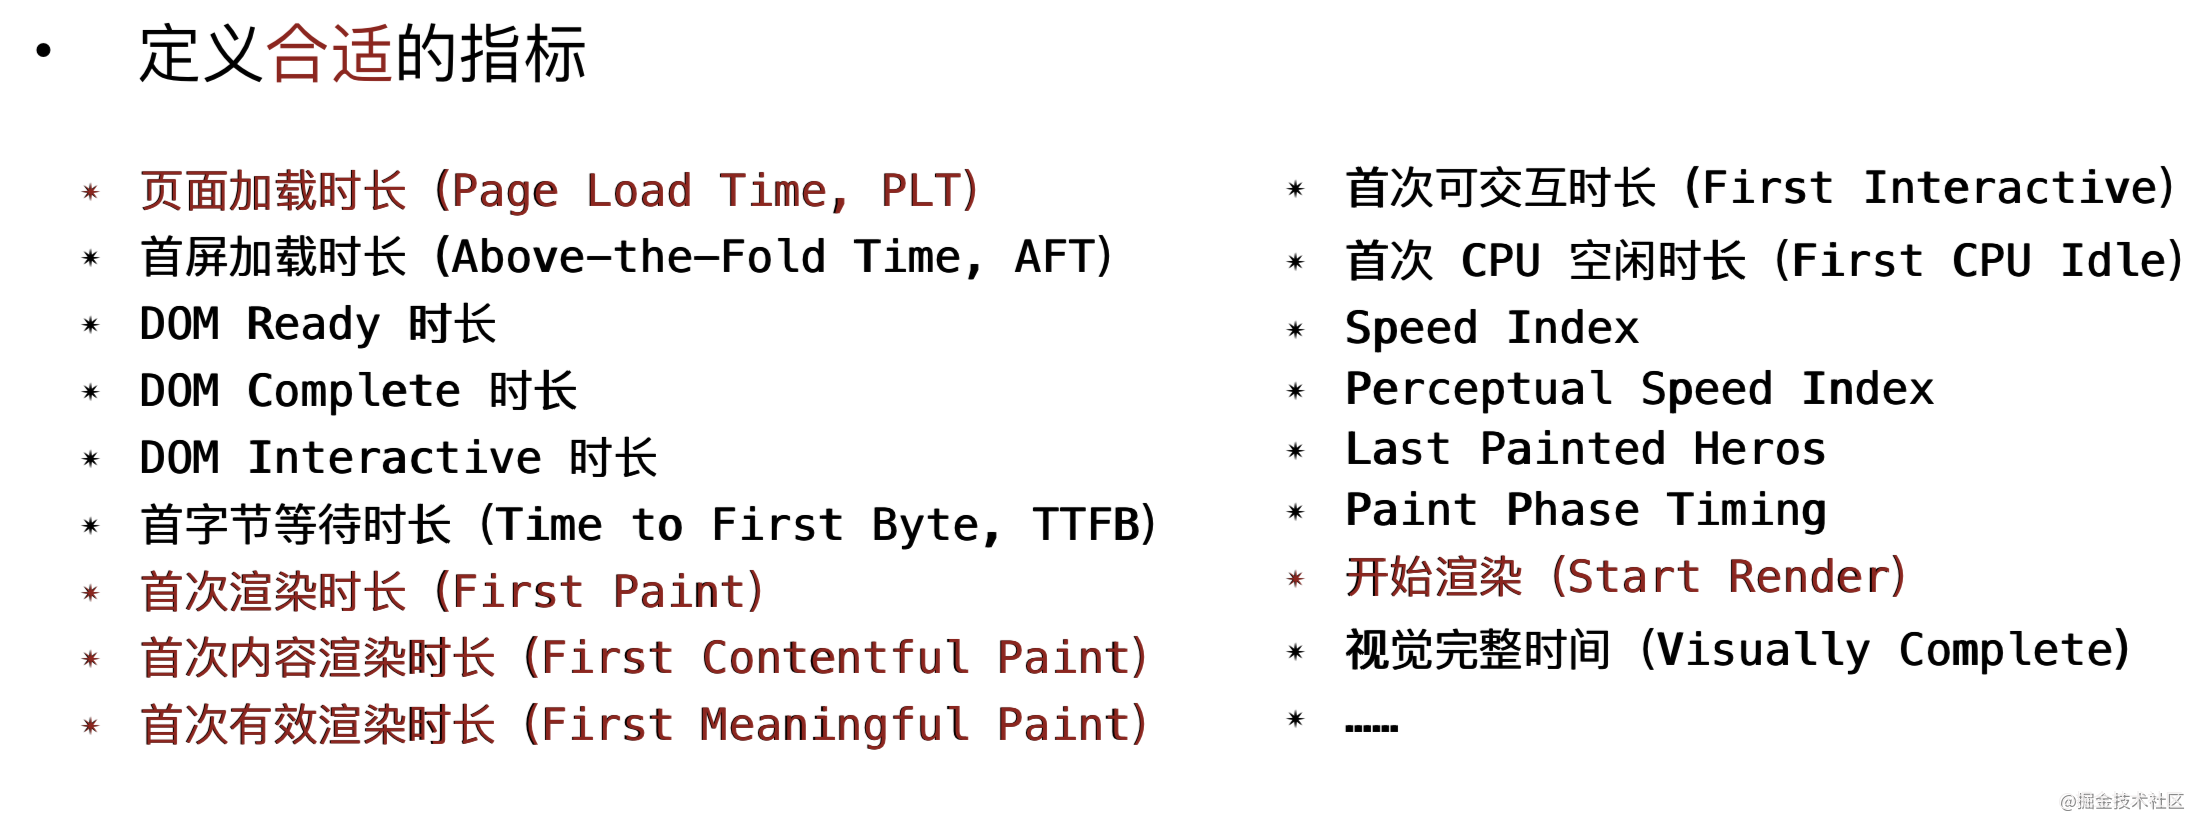 • 定义合适的指标
✷ 页面加载时长 (Page Load Time, PLT)
✷ 首屏加载时长 (Above-the-Fold Time, AFT)
✷ DOM Ready 时长
✷ DOM Complete 时长
✷ DOM Interactive 时长
✷ 首字节等待时长 (Time to First Byte, TTFB)
✷ 首次渲染时长 (First Paint)
✷ 首次内容渲染时长 (First Contentful Paint)
✷ 首次有效渲染时长 (First Meaningful Paint)
✷ 首次可交互时长 (First Interactive)
✷ 首次 CPU 空闲时长 (First CPU Idle)
✷ Speed Index
✷ Perceptual Speed Index
✷ Last Painted Heros
✷ Paint Phase Timing
✷ 开始渲染 (Start Render)
✷ 视觉完整时间 (Visually Complete)
✷ ……
@掘金技术社区